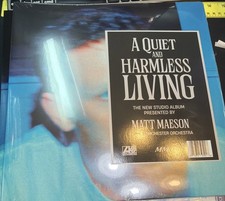 A QUIET
AND
HARMLESS
LIVING
THE NEW STUDIO ALBUM
PRESENTED BY
MATT MAESON
ORCHESTRA